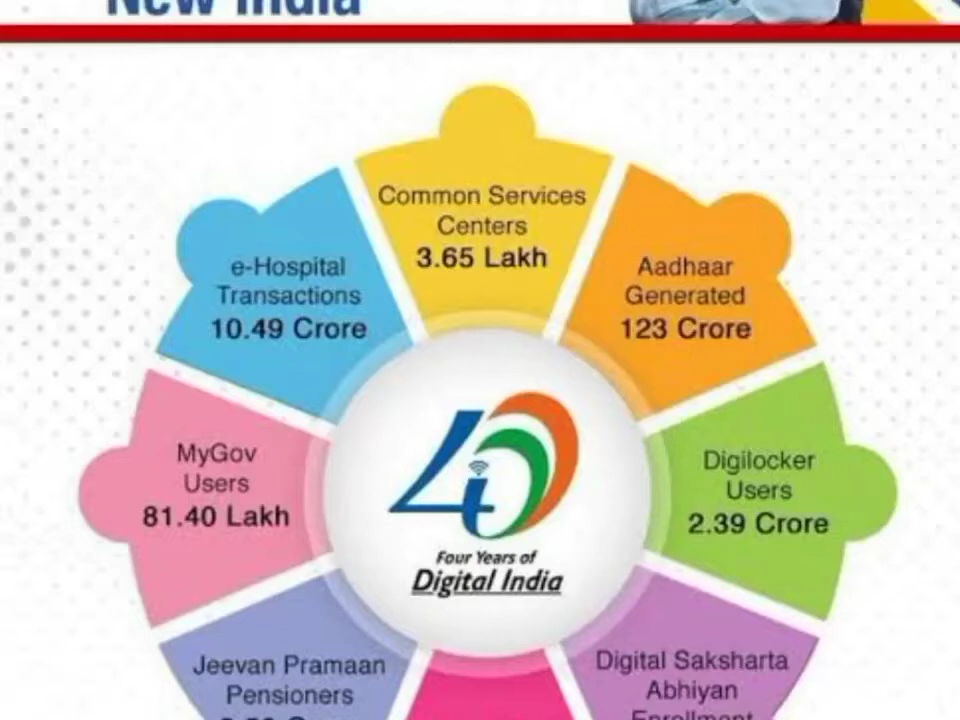 New India
Common Services
Centers
3.65 Lakh
Aadhaar
Generated
123 Crore
e-Hospital
Transactions
10.49 Crore
MyGov
Users
81.40 Lakh
Digilocker
Users
2.39 Crore
Four Years of
Digital India
Jeevan Pramaan
Pensioners
Digital Saksharta
Abhiyan
Enrollment